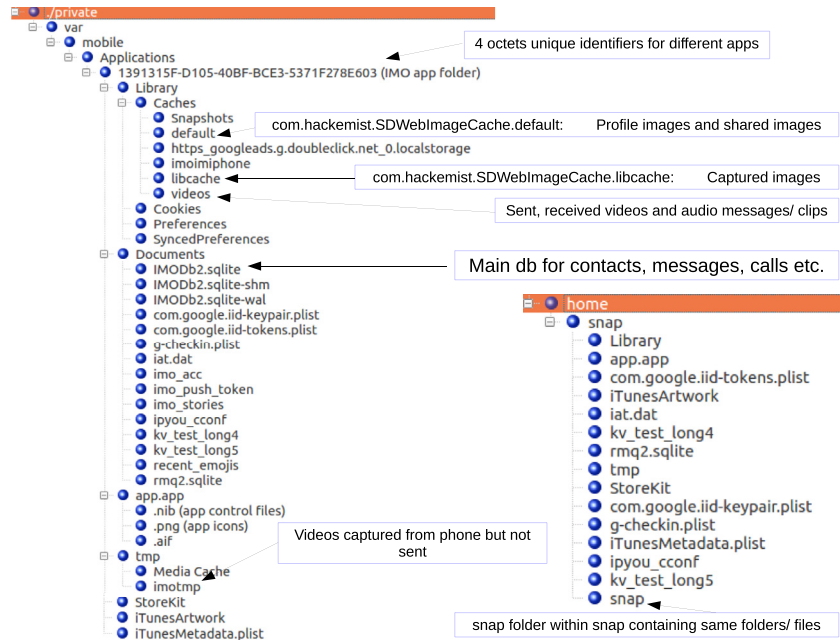 ./private
var
mobile
4 octets unique identifiers for different apps
Applications
1391315F-D105-40BF-BCE3-5371F278E603 (IMO app folder)
Library
Caches
Snapshots
default
com.hackemist.SDWebImageCache.default: Profile images and shared images
https_googleads.g.doubleclick.net_0.localstorage
imoimiphone
libcache
com.hackemist.SDWebImageCache.libcache: Captured images
videos
Sent, received videos and audio messages/ clips
Cookies
Preferences
SyncedPreferences
Documents
IMODb2.sqlite
Main db for contacts, messages, calls etc.
IMODb2.sqlite-shm
IMODb2.sqlite-wal
com.google.iid-keypair.plist
com.google.iid-tokens.plist
g-checkin.plist
iat.dat
imo_acc
imo_push_token
imo_stories
ipyou_cconf
kv_test_long4
kv_test_long5
recent_emojis
rmq2.sqlite
app.app
.nib (app control files)
.png (app icons)
.aif
Videos captured from phone but not
sent
tmp
Media Cache
imotmp
StoreKit
iTunesArtwork
iTunesMetadata.plist
home
snap
Library
app.app
com.google.iid-tokens.plist
iTunesArtwork
iat.dat
kv_test_long4
rmq2.sqlite
tmp
StoreKit
com.google.iid-keypair.plist
g-checkin.plist
iTunesMetadata.plist
ipyou_cconf
kv_test_long5
snap
snap folder within snap containing same folders/ files